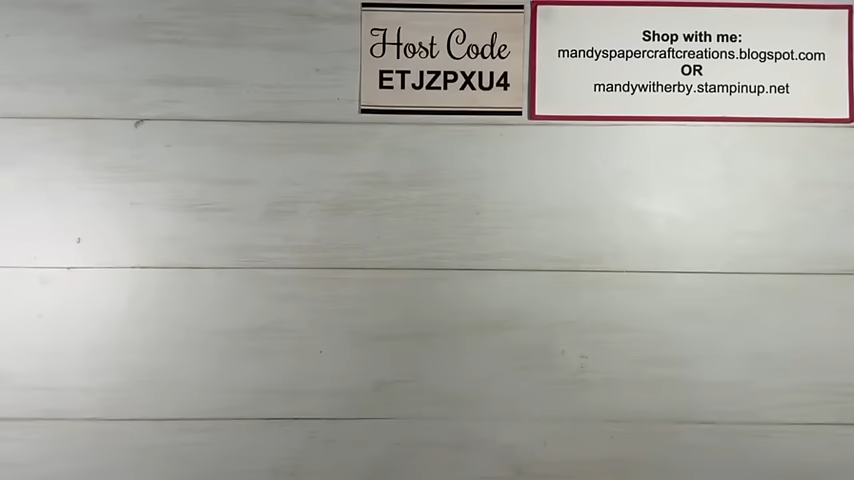 Host Code
ETJZPXU4
Shop with me:
mandyspapercraftcreations.blogspot.com
OR
mandywitherby.stampinup.net